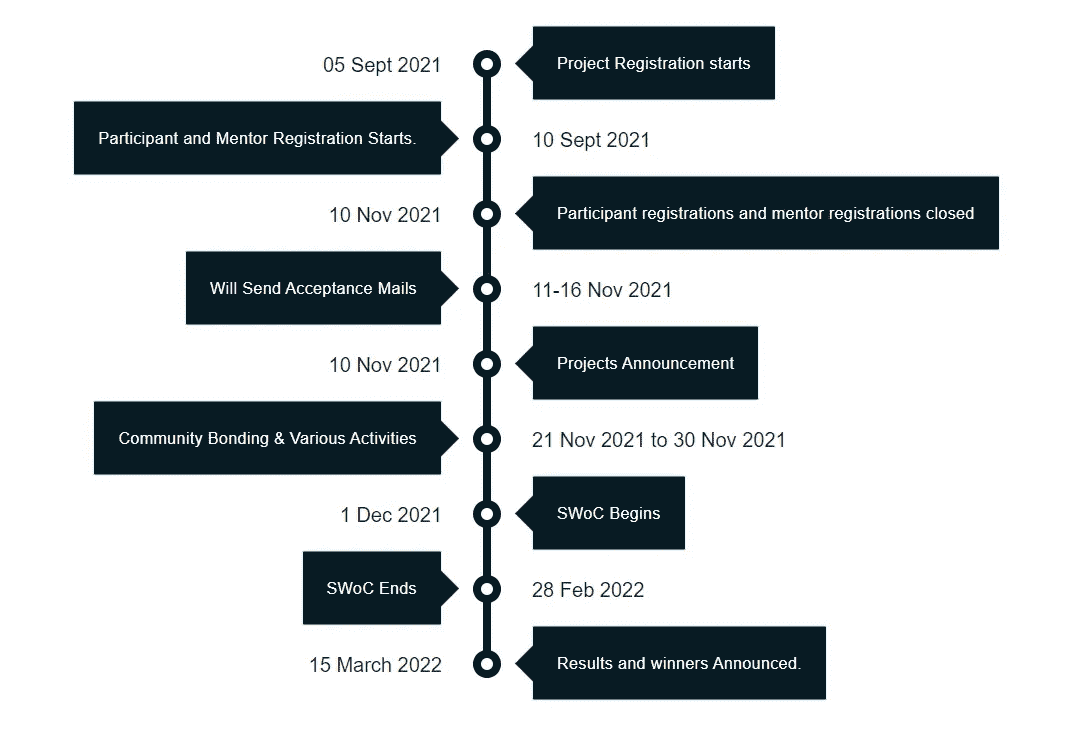 05 Sept 2021
Project Registration starts
Participant and Mentor Registration Starts.
10 Sept 2021
10 Nov 2021
Participant registrations and mentor registrations closed
Will Send Acceptance Mails
11-16 Nov 2021
10 Nov 2021
Projects Announcement
Community Bonding & Various Activities
21 Nov 2021 to 30 Nov 2021
1 Dec 2021
SWoC Begins
SWoC Ends
28 Feb 2022
15 March 2022
Results and winners Announced.